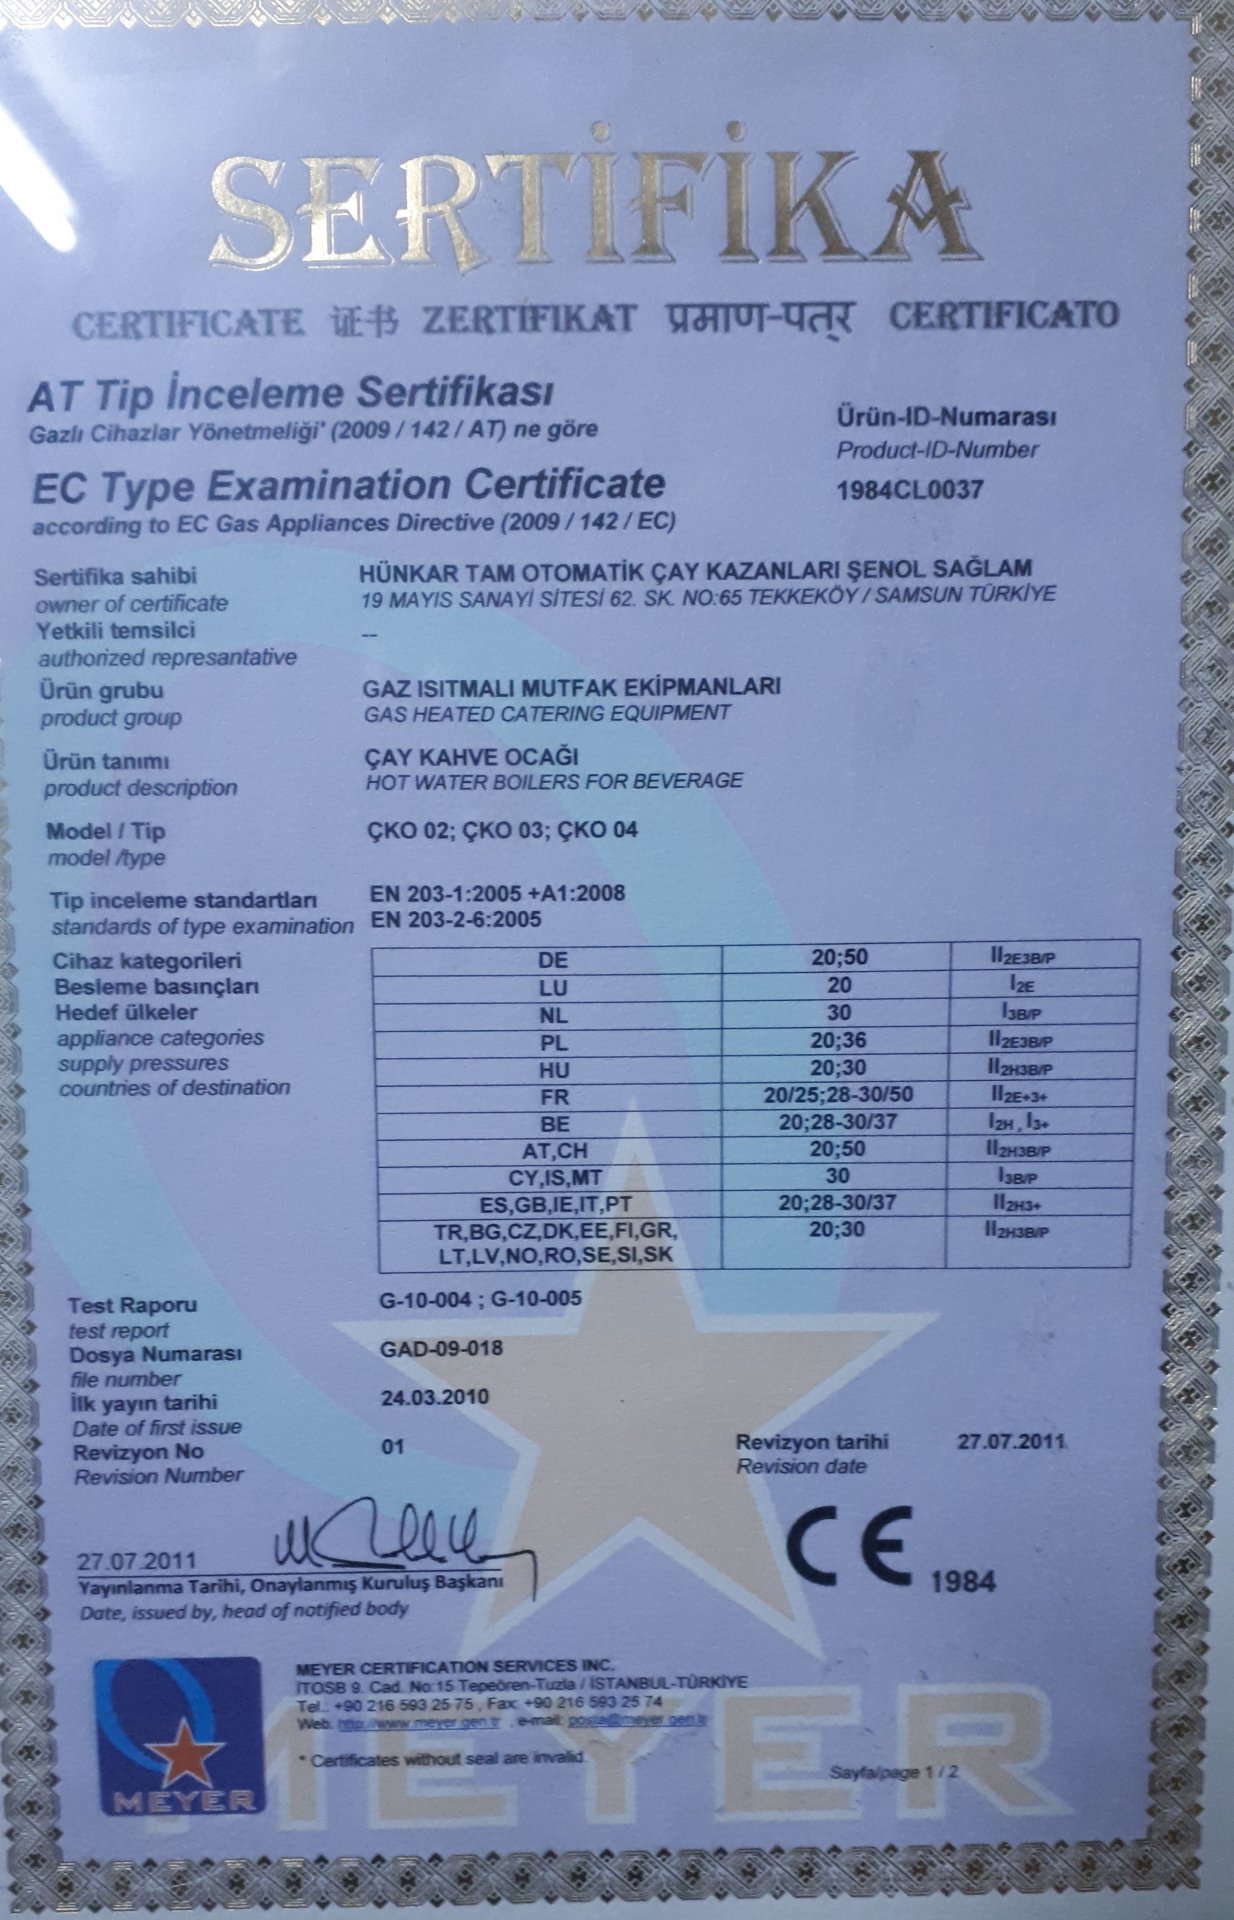 SERTİFİKA
CERTIFICATE 证书 ZERTIFIKAT प्रमाण-पत्र CERTIFICATO
AT Tip İnceleme Sertifikası
Gazlı Cihazlar Yönetmeliği' (2009 / 142 / AT) ne göre
Ürün-ID-Numarası
Product-ID-Number
EC Type Examination Certificate
1984CL0037
according to EC Gas Appliances Directive (2009 / 142 / EC)
Sertifika sahibi HÜNKAR TAM OTOMATİK ÇAY KAZANLARI ŞENOL SAĞLAM
owner of certificate 19 MAYIS SANAYİ SİTESİ 62. SK. NO:65 TEKKEKÖY / SAMSUN TÜRKİYE
Yetkili temsilci --
authorized represantative
Ürün grubu GAZ ISITMALI MUTFAK EKİPMANLARI
product group GAS HEATED CATERING EQUIPMENT
Ürün tanımı ÇAY KAHVE OCAĞI
product description HOT WATER BOILERS FOR BEVERAGE
Model / Tip ÇKO 02; ÇKO 03; ÇKO 04
model /type
Tip inceleme standartları EN 203-1:2005 +A1:2008
standards of type examination EN 203-2-6:2005
Cihaz kategorileri
Besleme basınçları
Hedef ülkeler
appliance categories
supply pressures
countries of destination
DE 20;50 II2E3B/P
LU 20 I2E
NL 30 I3B/P
PL 20;36 II2E3B/P
HU 20;30 II2H3B/P
FR 20/25;28-30/50 II2E+3+
BE 20;28-30/37 I2H , I3+
AT,CH 20;50 II2H3B/P
CY,IS,MT 30 I3B/P
ES,GB,IE,IT,PT 20;28-30/37 II2H3+
TR,BG,CZ,DK,EE,FI,GR, 20;30 II2H3B/P
LT,LV,NO,RO,SE,SI,SK
Test Raporu G-10-004 ; G-10-005
test report
Dosya Numarası GAD-09-018
file number
İlk yayın tarihi 24.03.2010
Date of first issue
Revizyon No 01 Revizyon tarihi 27.07.2011
Revision Number Revision date
27.07.2011
CE 1984
Yayınlanma Tarihi, Onaylanmış Kuruluş Başkanı
Date, issued by, head of notified body
MEYER CERTIFICATION SERVICES INC.
ITOSB 9. Cad. No:15 Tepeören-Tuzla / İSTANBUL-TÜRKİYE
Tel.: +90 216 593 25 75 , Fax: +90 216 593 25 74
Web: http://www.meyer.gen.tr , e-mail: posta@meyer.gen.tr
* Certificates without seal are invalid.
Sayfa/page 1 / 2
MEYER
MEYER